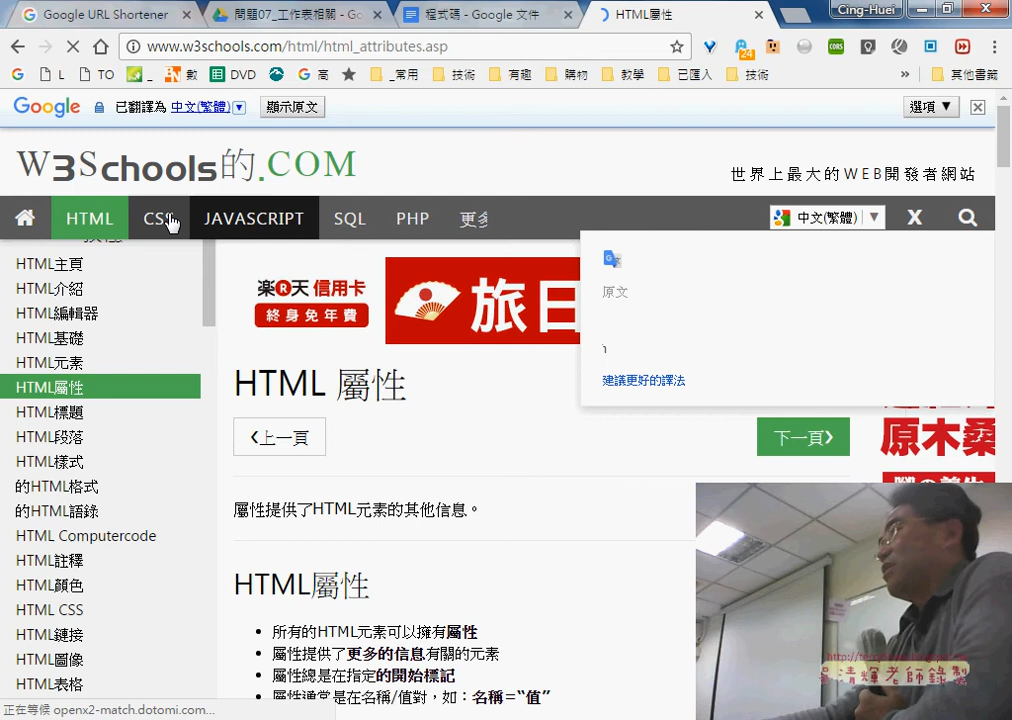 Google URL Shortener
問題07_工作表相關 - Go
程式碼 - Google 文件
HTML屬性
Cing-Huei
www.w3schools.com/html/html_attributes.asp
24
CORS
L
TO
數
DVD
高
_常用
技術
有趣
購物
教學
已匯入
技術
»
其他書籤
Google
已翻譯為 中文(繁體)
顯示原文
選項 ▼
W3Schools的.COM
世界上最大的WEB開發者網站
HTML
CSS
JAVASCRIPT
SQL
PHP
更多
中文(繁體) ▼
X
HTML主頁
HTML介紹
HTML編輯器
HTML基礎
HTML元素
HTML屬性
HTML標題
HTML段落
HTML樣式
的HTML格式
的HTML語錄
HTML Computercode
HTML註釋
HTML顏色
HTML CSS
HTML鏈接
HTML圖像
HTML表格
楽R天 信用卡
終身免年費
旅日
原文
建議更好的譯法
HTML 屬性
❮上一頁
下一頁❯
原木桑
屬性提供了HTML元素的其他信息。
HTML屬性
• 所有的HTML元素可以擁有屬性
• 屬性提供了更多的信息有關的元素
• 屬性總是在指定的開始標記
• 屬性通常是在名稱/值對，如：名稱=“值”
吳清輝老師錄製
正在等候 openx2-match.dotomi.com...